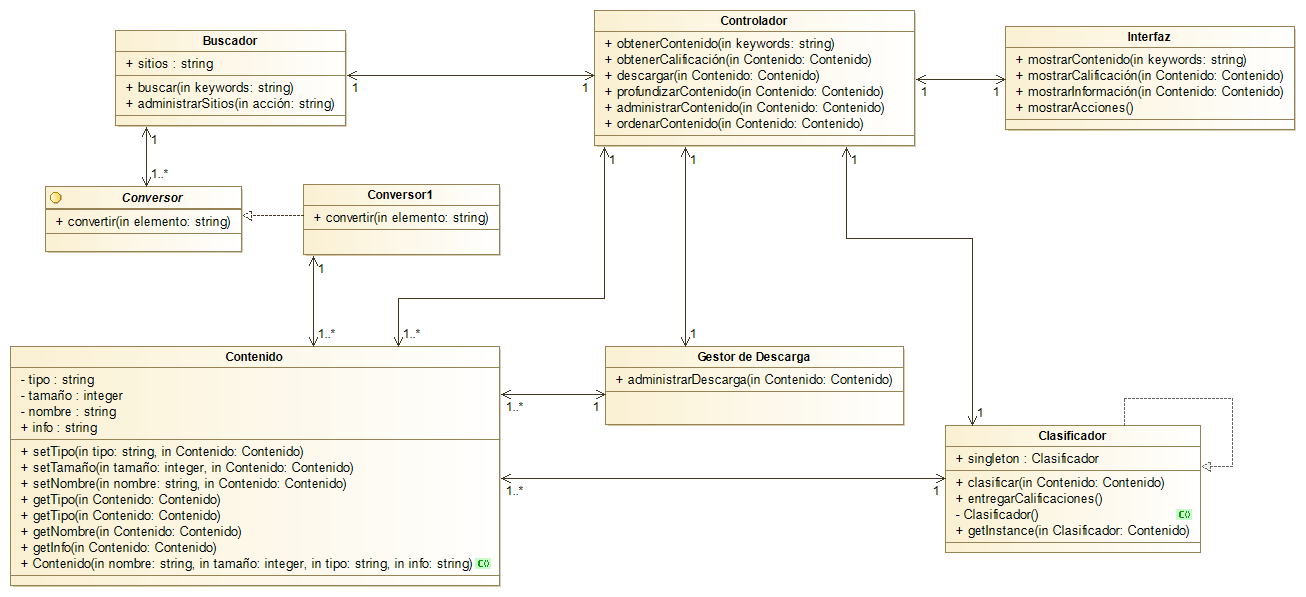 Buscador
+ sitios : string
+ buscar(in keywords: string)
+ administrarSitios(in acción: string)
Controlador
+ obtenerContenido(in keywords: string)
+ obtenerCalificación(in Contenido: Contenido)
+ descargar(in Contenido: Contenido)
+ profundizarContenido(in Contenido: Contenido)
+ administrarContenido(in Contenido: Contenido)
+ ordenarContenido(in Contenido: Contenido)
Interfaz
+ mostrarContenido(in keywords: string)
+ mostrarCalificación(in Contenido: Contenido)
+ mostrarInformación(in Contenido: Contenido)
+ mostrarAcciones()
1
1
1
1
1
1..*
1
1
1
Conversor
+ convertir(in elemento: string)
Conversor1
+ convertir(in elemento: string)
1
1..*
1..*
1
1
Contenido
- tipo : string
- tamaño : integer
- nombre : string
+ info : string
+ setTipo(in tipo: string, in Contenido: Contenido)
+ setTamaño(in tamaño: integer, in Contenido: Contenido)
+ setNombre(in nombre: string, in Contenido: Contenido)
+ getTipo(in Contenido: Contenido)
+ getTipo(in Contenido: Contenido)
+ getNombre(in Contenido: Contenido)
+ getInfo(in Contenido: Contenido)
+ Contenido(in nombre: string, in tamaño: integer, in tipo: string, in info: string) C()
Gestor de Descarga
+ administrarDescarga(in Contenido: Contenido)
1..*
1
1..*
1
Clasificador
+ singleton : Clasificador
+ clasificar(in Contenido: Contenido)
+ entregarCalificaciones()
- Clasificador() C()
+ getInstance(in Clasificador: Contenido)